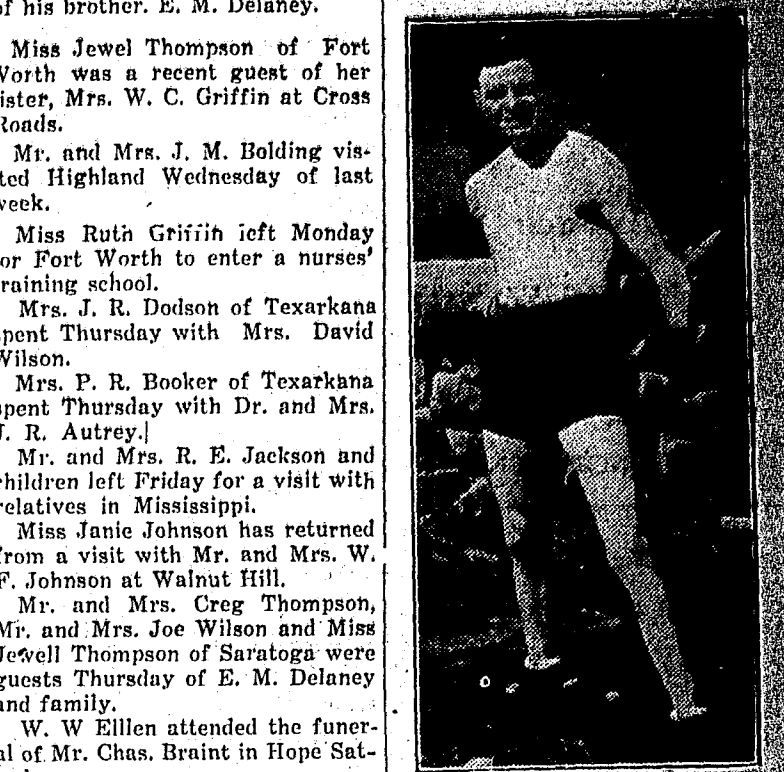 of his brother. E. M. Delaney.
Miss Jewel Thompson of Fort
Worth was a recent guest of her
ister, Mrs. W. C. Griffin at Cross
Roads.
Mr. and Mrs. J. M. Bolding vis-
ted Highland Wednesday of last
week.
Miss Ruth Griffin left Monday
or Fort Worth to enter a nurses'
raining school.
Mrs. J. R. Dodson of Texarkana
spent Thursday with Mrs. David
Wilson.
Mrs. P. R. Booker of Texarkana
spent Thursday with Dr. and Mrs.
J. R. Autrey.
Mr. and Mrs. R. E. Jackson and
children left Friday for a visit with
relatives in Mississippi.
Miss Janie Johnson has returned
from a visit with Mr. and Mrs. W.
F. Johnson at Walnut Hill.
Mr. and Mrs. Creg Thompson,
Mr. and Mrs. Joe Wilson and Miss
Jewell Thompson of Saratoga were
guests Thursday of E. M. Delaney
and family.
W. W Elllen attended the funer-
al of Mr. Chas. Braint in Hope Sat-